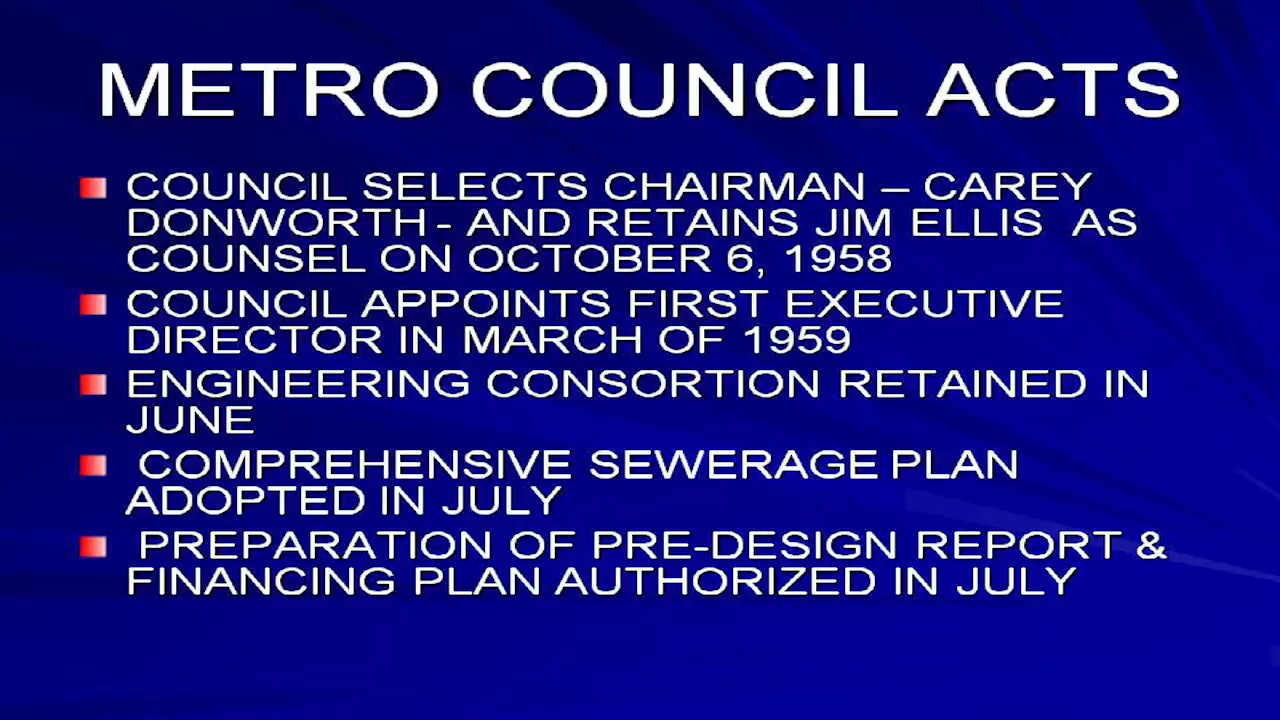 METRO COUNCIL ACTS
COUNCIL SELECTS CHAIRMAN – CAREY
DONWORTH - AND RETAINS JIM ELLIS AS
COUNSEL ON OCTOBER 6, 1958
COUNCIL APPOINTS FIRST EXECUTIVE
DIRECTOR IN MARCH OF 1959
ENGINEERING CONSORTION RETAINED IN
JUNE
COMPREHENSIVE SEWERAGE PLAN
ADOPTED IN JULY
PREPARATION OF PRE-DESIGN REPORT &
FINANCING PLAN AUTHORIZED IN JULY